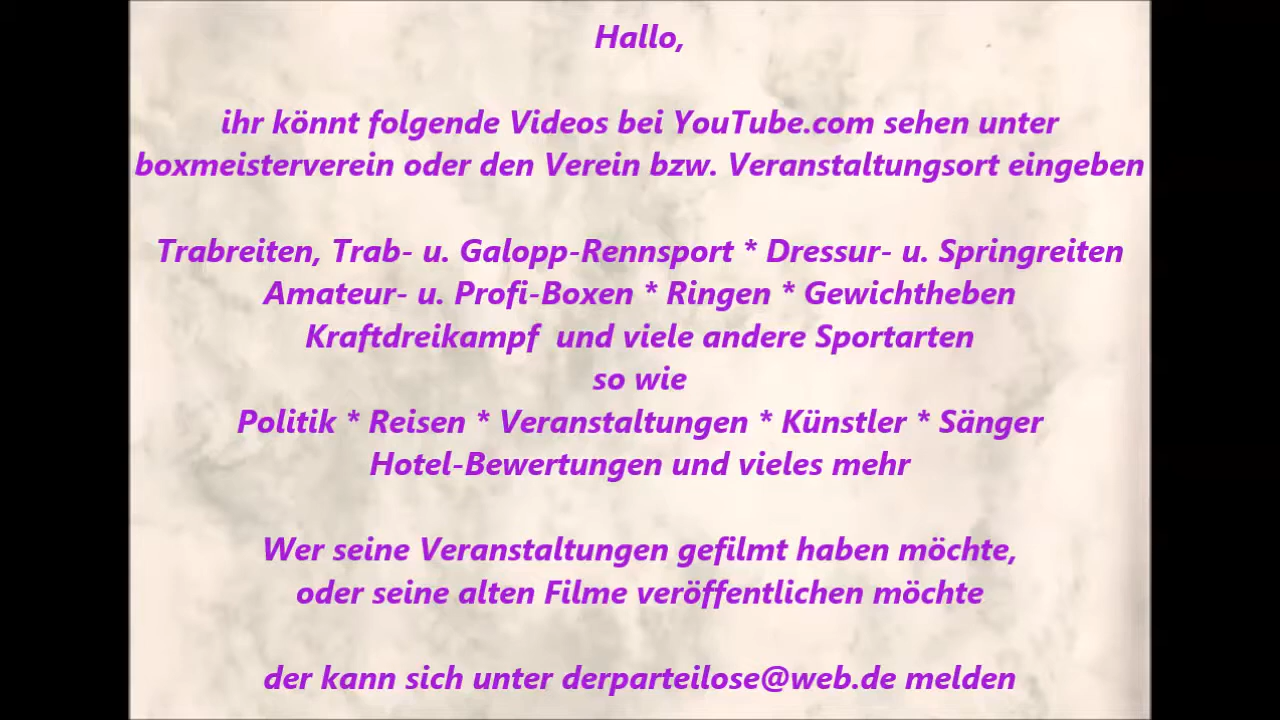 Hallo,
ihr könnt folgende Videos bei YouTube.com sehen unter
boxmeisterverein oder den Verein bzw. Veranstaltungsort eingeben
Trabreiten, Trab- u. Galopp-Rennsport * Dressur- u. Springreiten
Amateur- u. Profi-Boxen * Ringen * Gewichtheben
Kraftdreikampf und viele andere Sportarten
so wie
Politik * Reisen * Veranstaltungen * Künstler * Sänger
Hotel-Bewertungen und vieles mehr
Wer seine Veranstaltungen gefilmt haben möchte,
oder seine alten Filme veröffentlichen möchte
der kann sich unter derparteilose@web.de melden